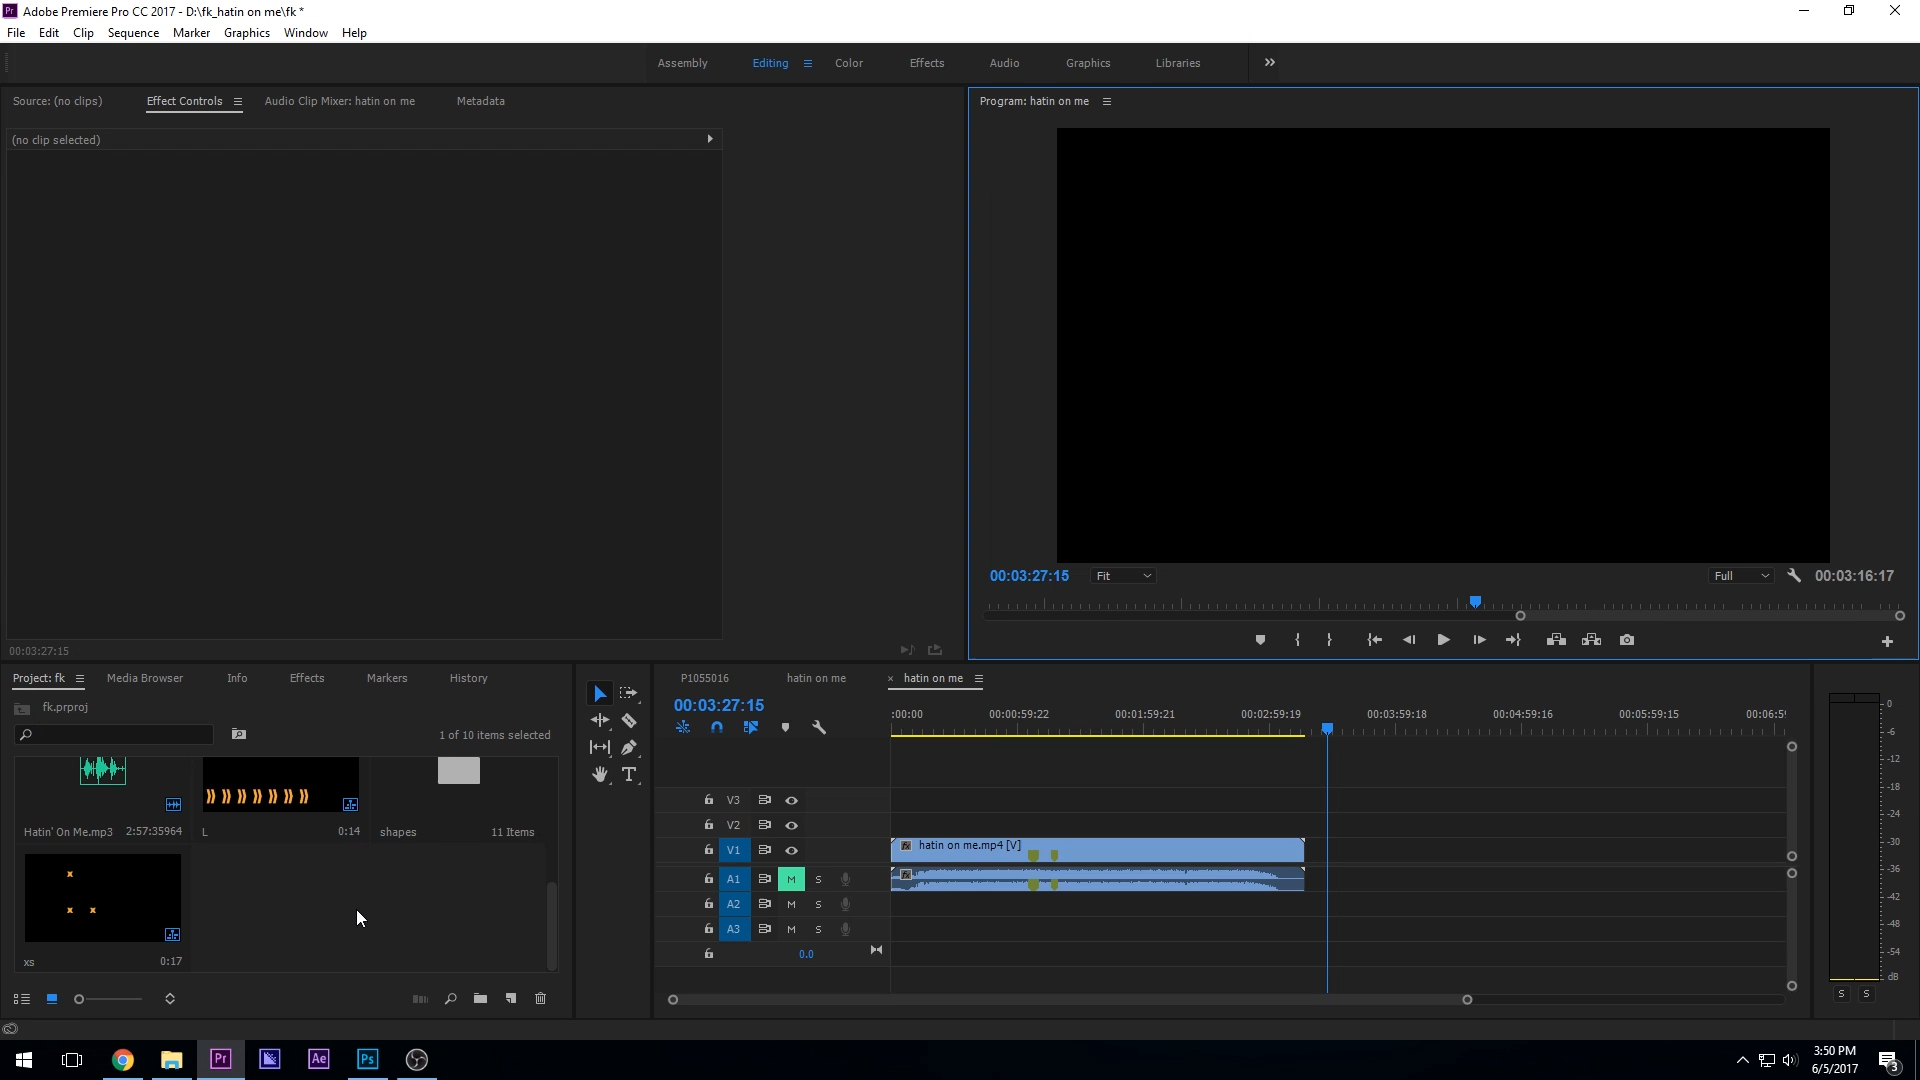 Pr Adobe Premiere Pro CC 2017 - D:\fk_hatin on me\fk *
File Edit Clip Sequence Marker Graphics Window Help
Assembly Editing Color Effects Audio Graphics Libraries
Source: (no clips) Effect Controls Audio Clip Mixer: hatin on me Metadata
Program: hatin on me
(no clip selected)
00:03:27:15 Fit Full 00:03:16:17
00:03:27:15
Project: fk Media Browser Info Effects Markers History
P1055016 hatin on me × hatin on me
fk.prproj
00:03:27:15
:00:00 00:00:59:22 00:01:59:21 00:02:59:19 00:03:59:18 00:04:59:16 00:05:59:15
1 of 10 items selected
Hatin' On Me.mp3 2:57:35964 L 0:14 shapes 11 Items
xs 0:17
T
V3
V2
V1 fx hatin on me.mp4 [V]
A1 M S fx
A2 M S
A3 M S
0.0
0
-6
-12
-18
-24
-30
-36
-42
-48
-54
dB
S S
Pr Ae Ps
3:50 PM
6/5/2017
3